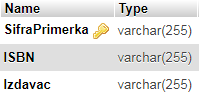 Name Type
SifraPrimerka varchar(255)
ISBN varchar(255)
Izdavac varchar(255)